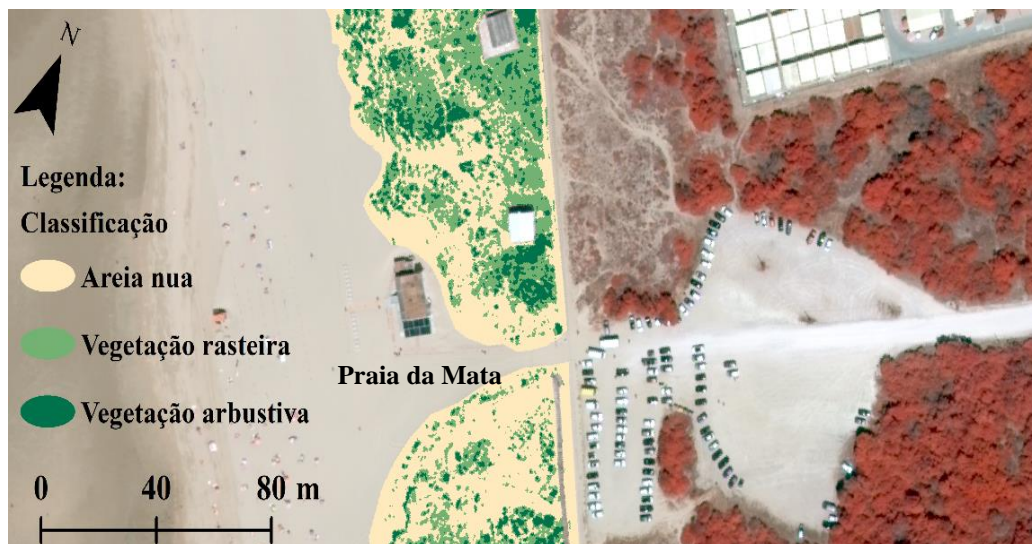 N
Legenda:
Classificação
Areia nua
Vegetação rasteira
Praia da Mata
Vegetação arbustiva
0 40 80 m